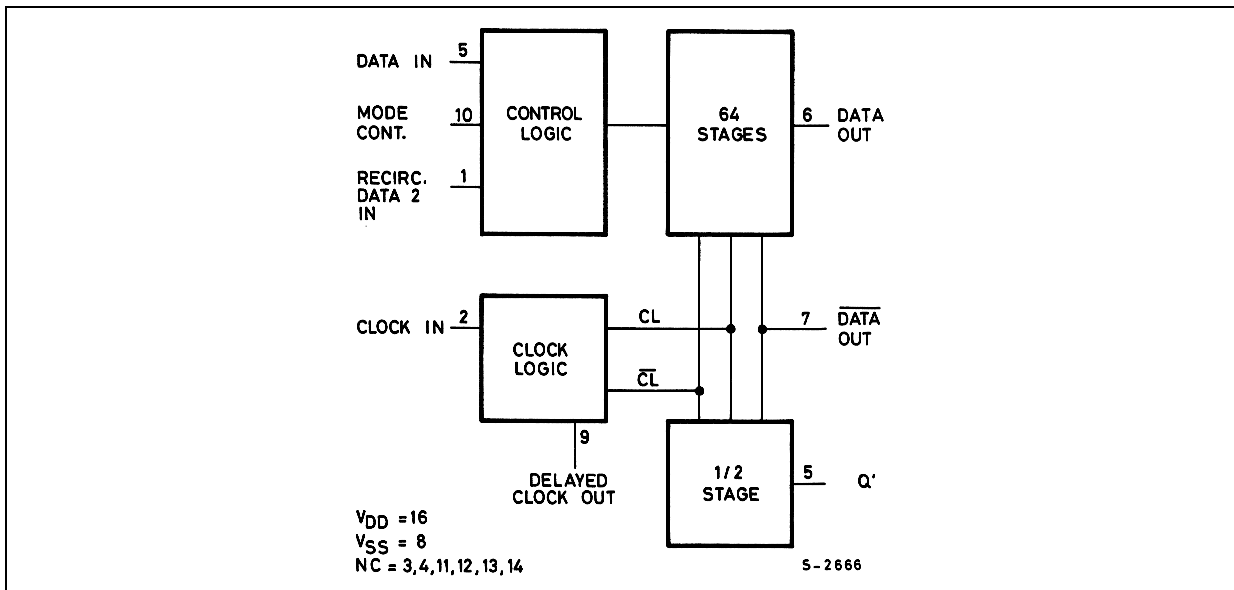 DATA IN 5
MODE
CONT. 10
RECIRC.
DATA 2
IN 1
CONTROL
LOGIC
64
STAGES
6 DATA
OUT
CLOCK IN 2
CLOCK
LOGIC
CL
C̅L̅
9
DELAYED
CLOCK OUT
7 D̅A̅T̅A̅
OUT
1/2
STAGE
5 Q'
VDD = 16
VSS = 8
NC = 3,4,11,12,13,14
S-2666